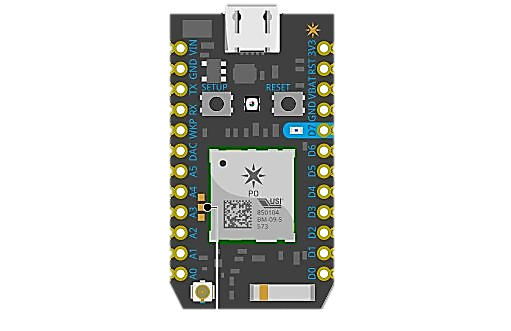 VIN
GND
TX
RX
WKP
DAC
A5
A4
A3
A2
A1
A0
SETUP
RESET
P0
USI
850104
BM-09-S
573
3V3
RST
VBAT
GND
D7
D6
D5
D4
D3
D2
D1
D0